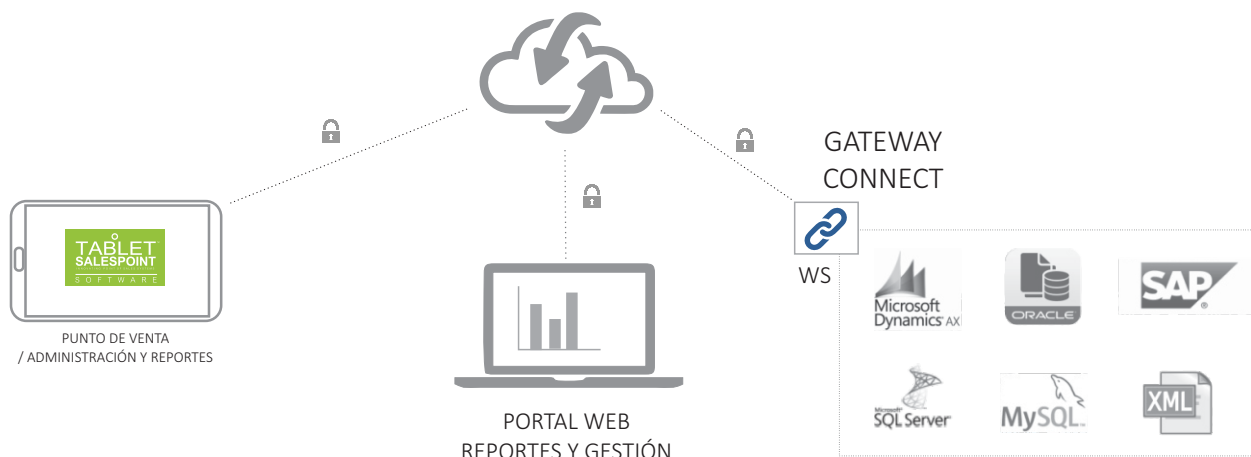 GATEWAY
CONNECT
WS
TABLET
SALESPOINT
SOFTWARE
PUNTO DE VENTA
/ ADMINISTRACIÓN Y REPORTES
PORTAL WEB
REPORTES Y GESTIÓN
Microsoft
Dynamics AX
ORACLE
SAP
Microsoft
SQL Server
MySQL
XML